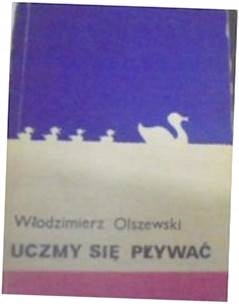 Włodzimierz Olszewski
UCZMY SIĘ PŁYWAĆ